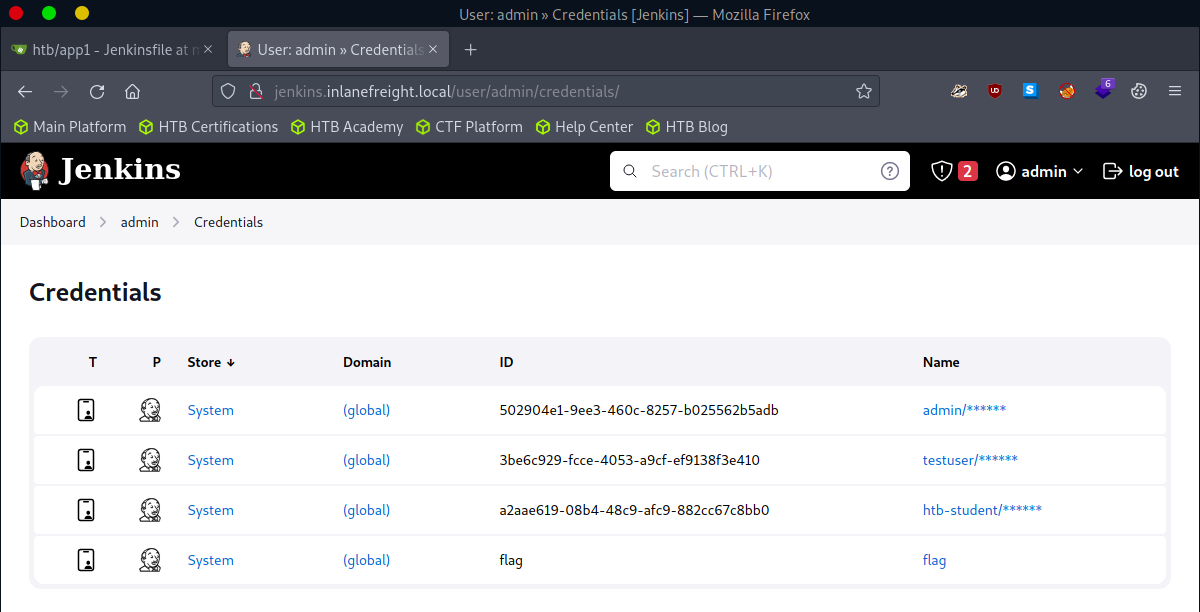 User: admin » Credentials [Jenkins] — Mozilla Firefox
htb/app1 - Jenkinsfile at
User: admin » Credentials
jenkins.inlanefreight.local/user/admin/credentials/
UD
S
6
Main Platform HTB Certifications HTB Academy CTF Platform Help Center HTB Blog
Jenkins
Search (CTRL+K)
?
! 2
admin
log out
Dashboard > admin > Credentials
Credentials
T P Store ↓ Domain ID Name
System (global) 502904e1-9ee3-460c-8257-b025562b5adb admin/******
System (global) 3be6c929-fcce-4053-a9cf-ef9138f3e410 testuser/******
System (global) a2aae619-08b4-48c9-afc9-882cc67c8bb0 htb-student/******
System (global) flag flag